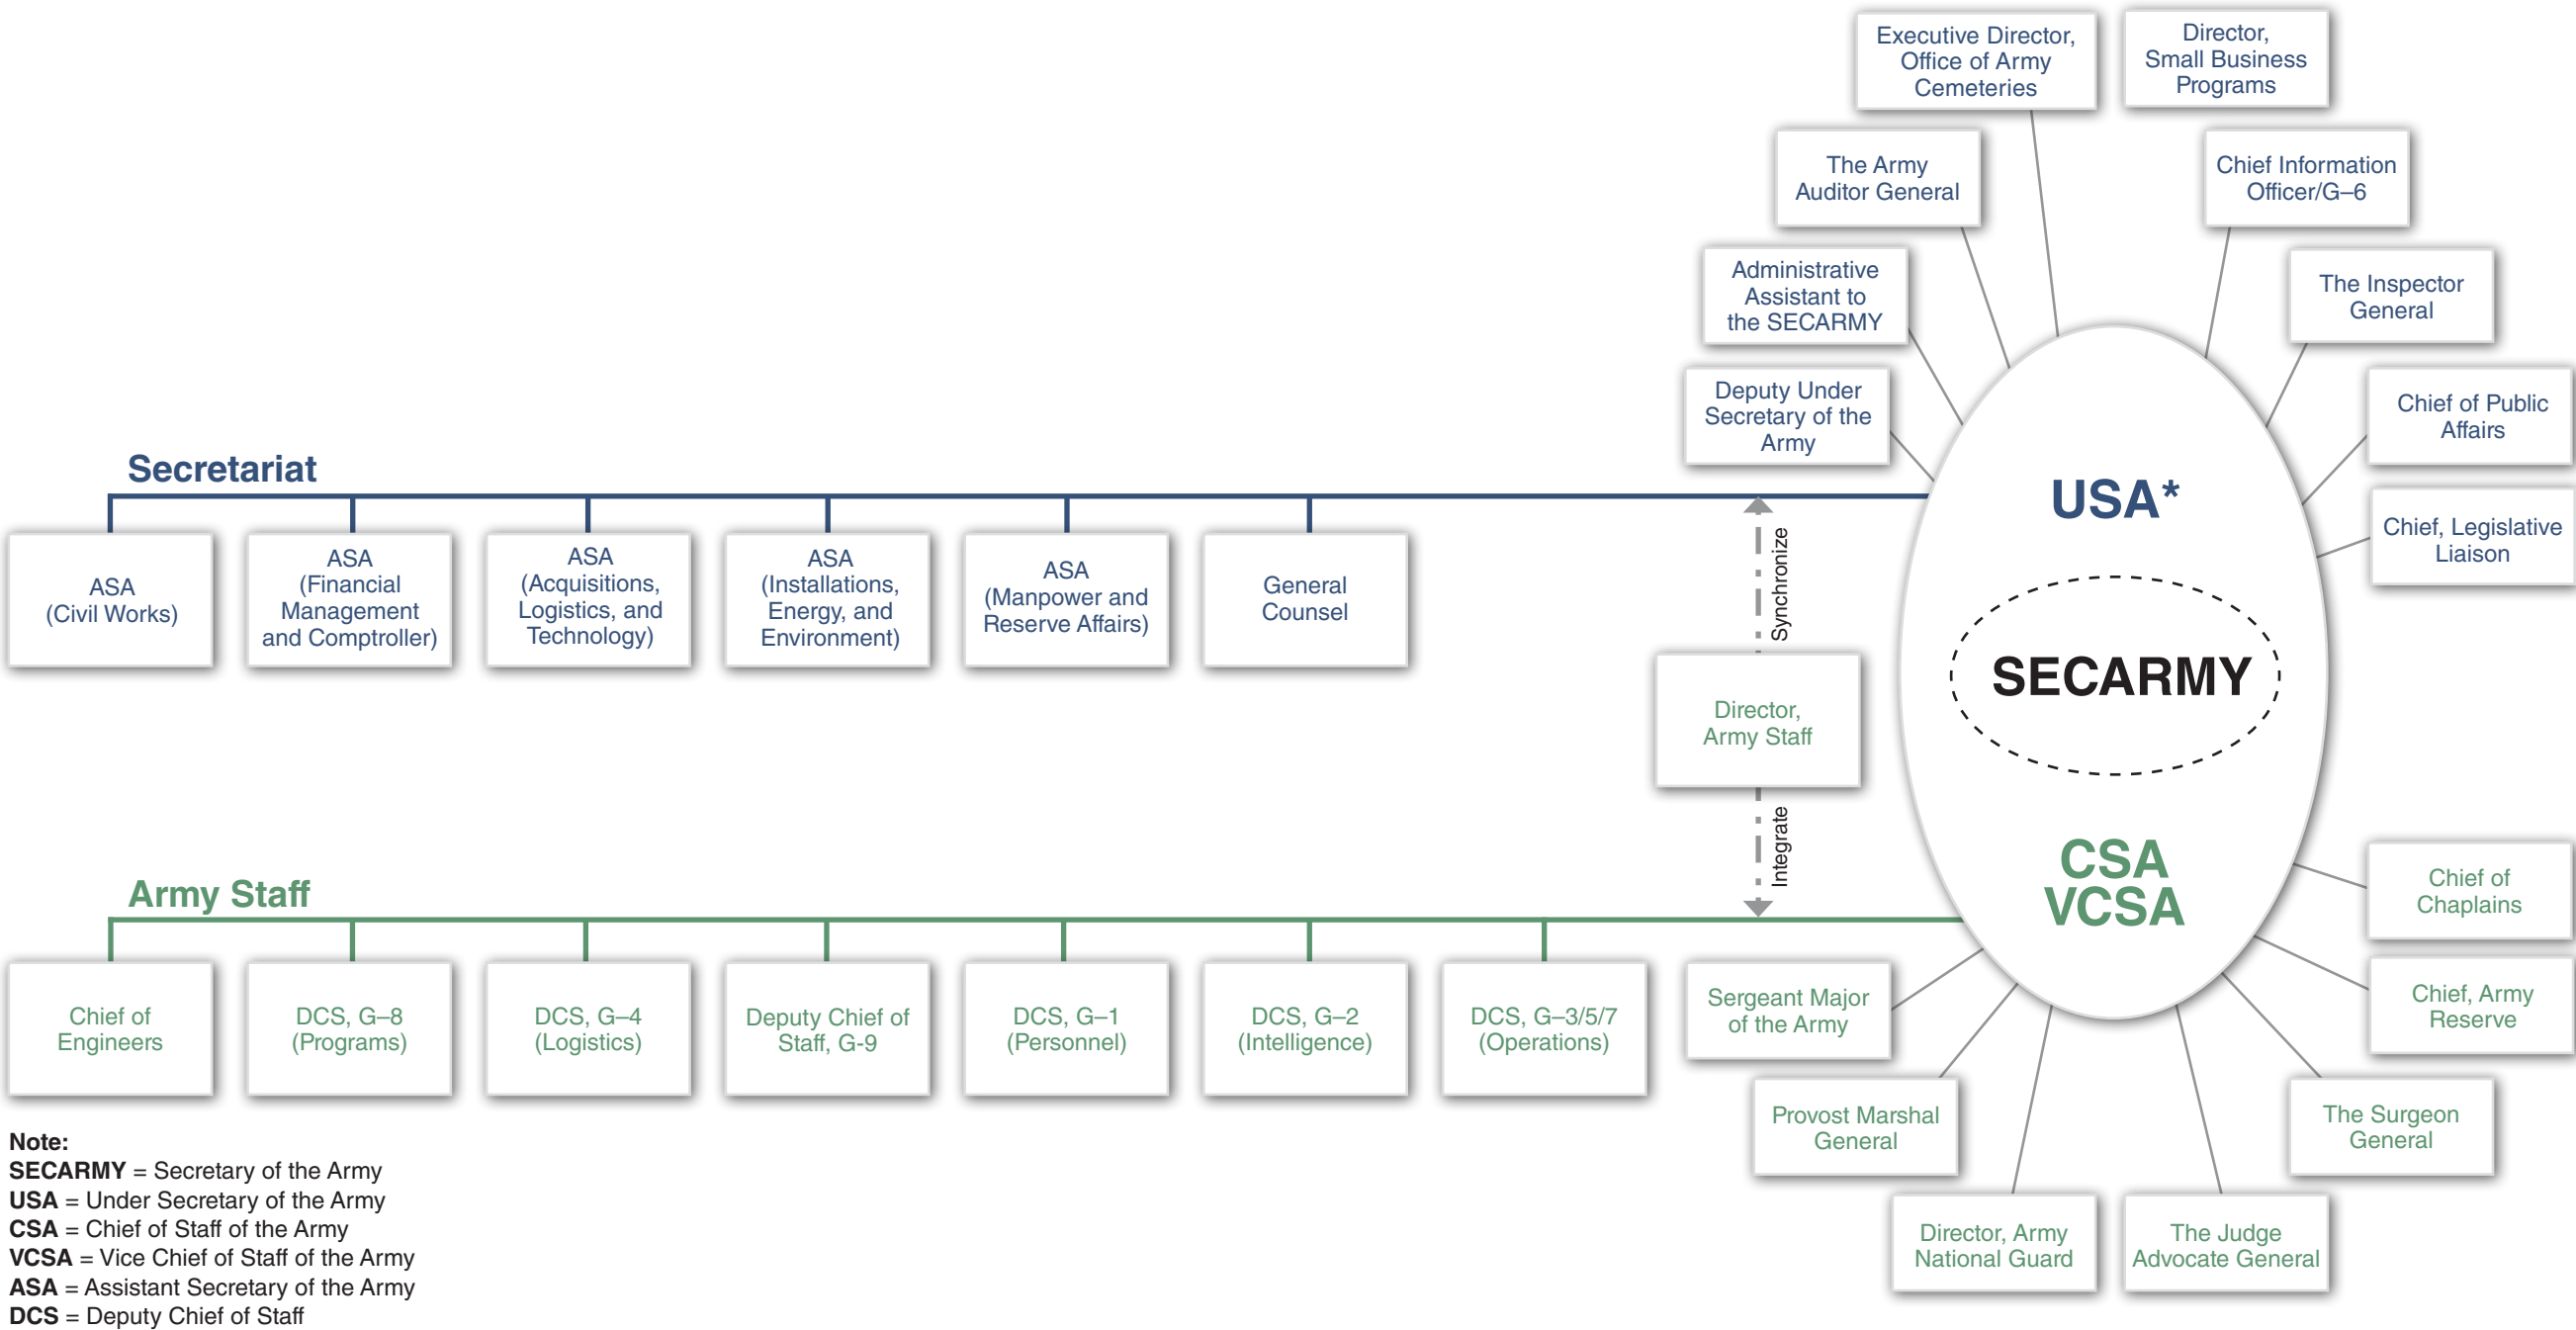 Executive Director,
Office of Army
Cemeteries
Director,
Small Business
Programs
The Army
Auditor General
Chief Information
Officer/G–6
Administrative
Assistant to
the SECARMY
The Inspector
General
Deputy Under
Secretary of the
Army
Chief of Public
Affairs
Chief, Legislative
Liaison
Secretariat
ASA
(Civil Works)
ASA
(Financial
Management
and Comptroller)
ASA
(Acquisitions,
Logistics, and
Technology)
ASA
(Installations,
Energy, and
Environment)
ASA
(Manpower and
Reserve Affairs)
General
Counsel
Synchronize
Director,
Army Staff
Integrate
USA*
SECARMY
CSA
VCSA
Army Staff
Chief of
Engineers
DCS, G–8
(Programs)
DCS, G–4
(Logistics)
Deputy Chief of
Staff, G-9
DCS, G–1
(Personnel)
DCS, G–2
(Intelligence)
DCS, G–3/5/7
(Operations)
Sergeant Major
of the Army
Provost Marshal
General
Director, Army
National Guard
The Judge
Advocate General
The Surgeon
General
Chief, Army
Reserve
Chief of
Chaplains
Note:
SECARMY = Secretary of the Army
USA = Under Secretary of the Army
CSA = Chief of Staff of the Army
VCSA = Vice Chief of Staff of the Army
ASA = Assistant Secretary of the Army
DCS = Deputy Chief of Staff